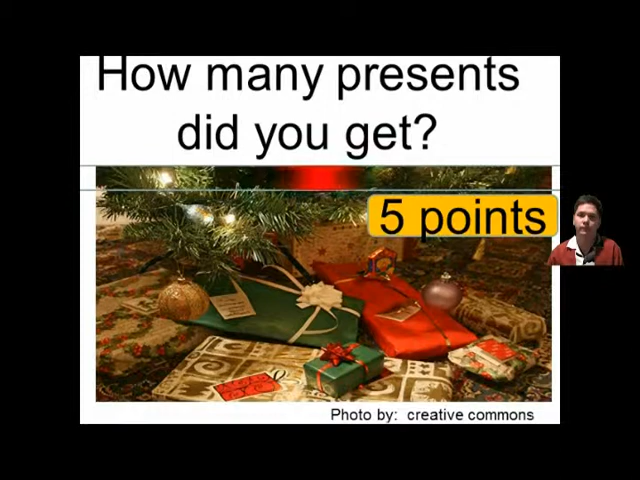 How many presents
did you get?
5 points
Photo by: creative commons